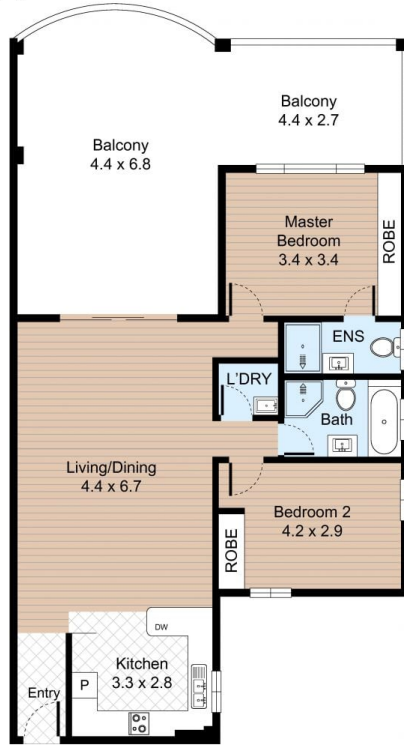 Balcony
4.4 x 2.7
Balcony
4.4 x 6.8
Master
Bedroom
3.4 x 3.4
ROBE
ENS
L'DRY
Bath
Living/Dining
4.4 x 6.7
Bedroom 2
4.2 x 2.9
ROBE
DW
Kitchen
3.3 x 2.8
P
Entry